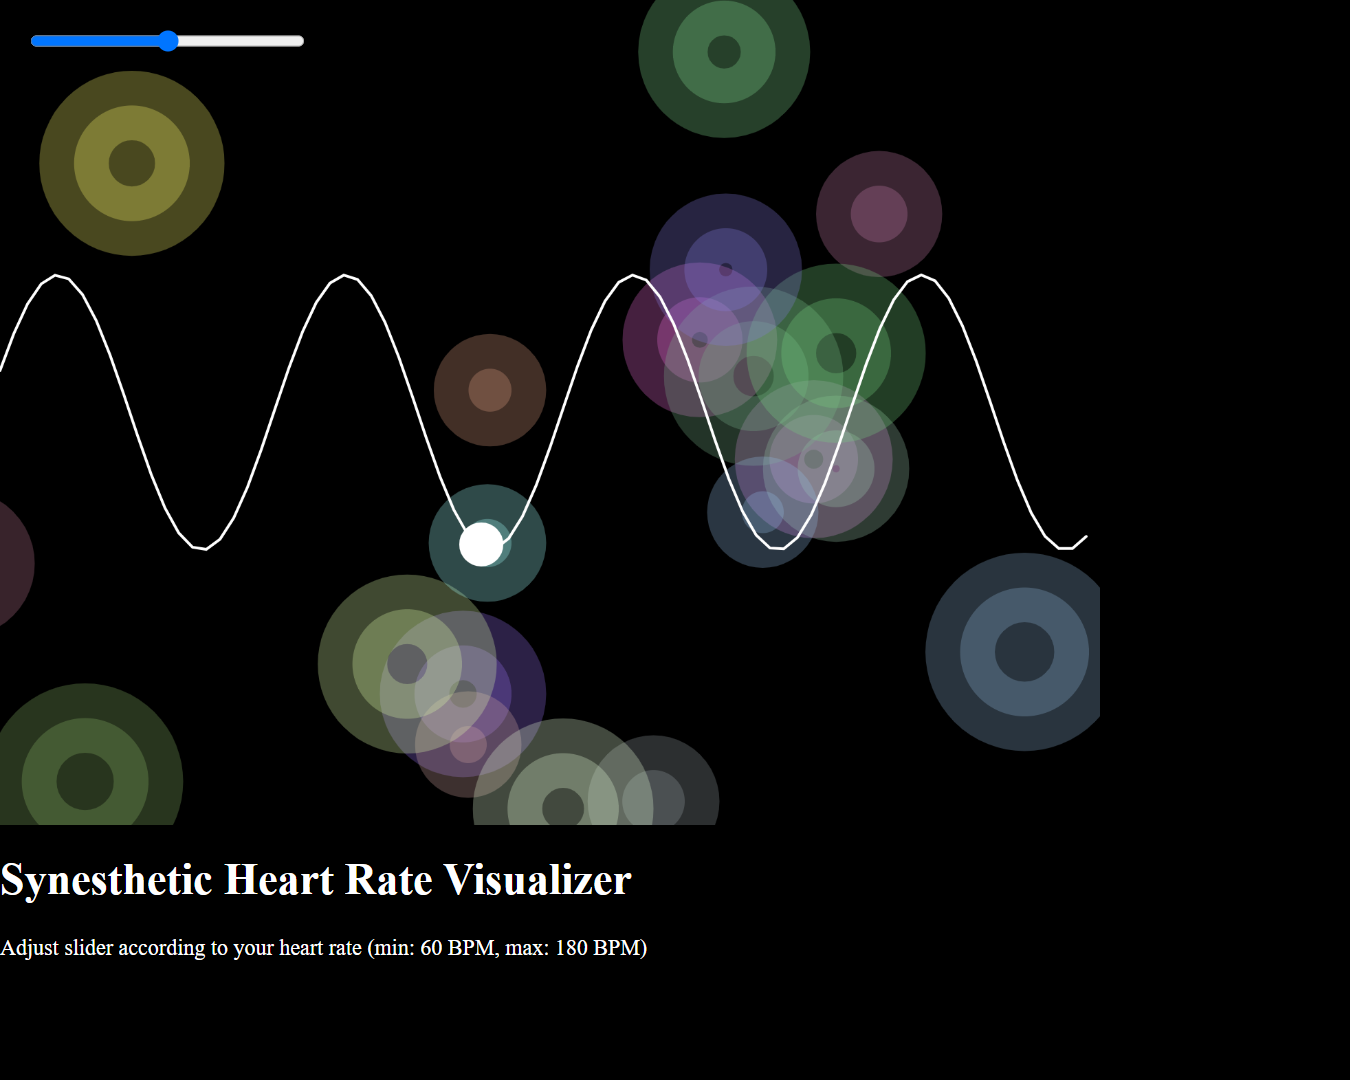 Synesthetic Heart Rate Visualizer
Adjust slider according to your heart rate (min: 60 BPM, max: 180 BPM)